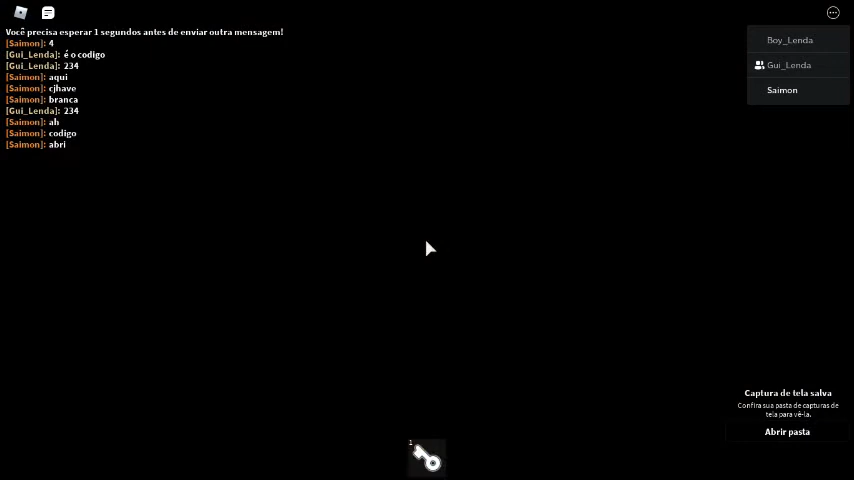 Você precisa esperar 1 segundos antes de enviar outra mensagem!
[Saimon]: 4
[Gui_Lenda]: é o codigo
[Gui_Lenda]: 234
[Saimon]: aqui
[Saimon]: cjhave
[Saimon]: branca
[Gui_Lenda]: 234
[Saimon]: ah
[Saimon]: codigo
[Saimon]: abri
Boy_Lenda
Gui_Lenda
Saimon
Captura de tela salva
Confira sua pasta de capturas de
tela para vê-la.
Abrir pasta
1